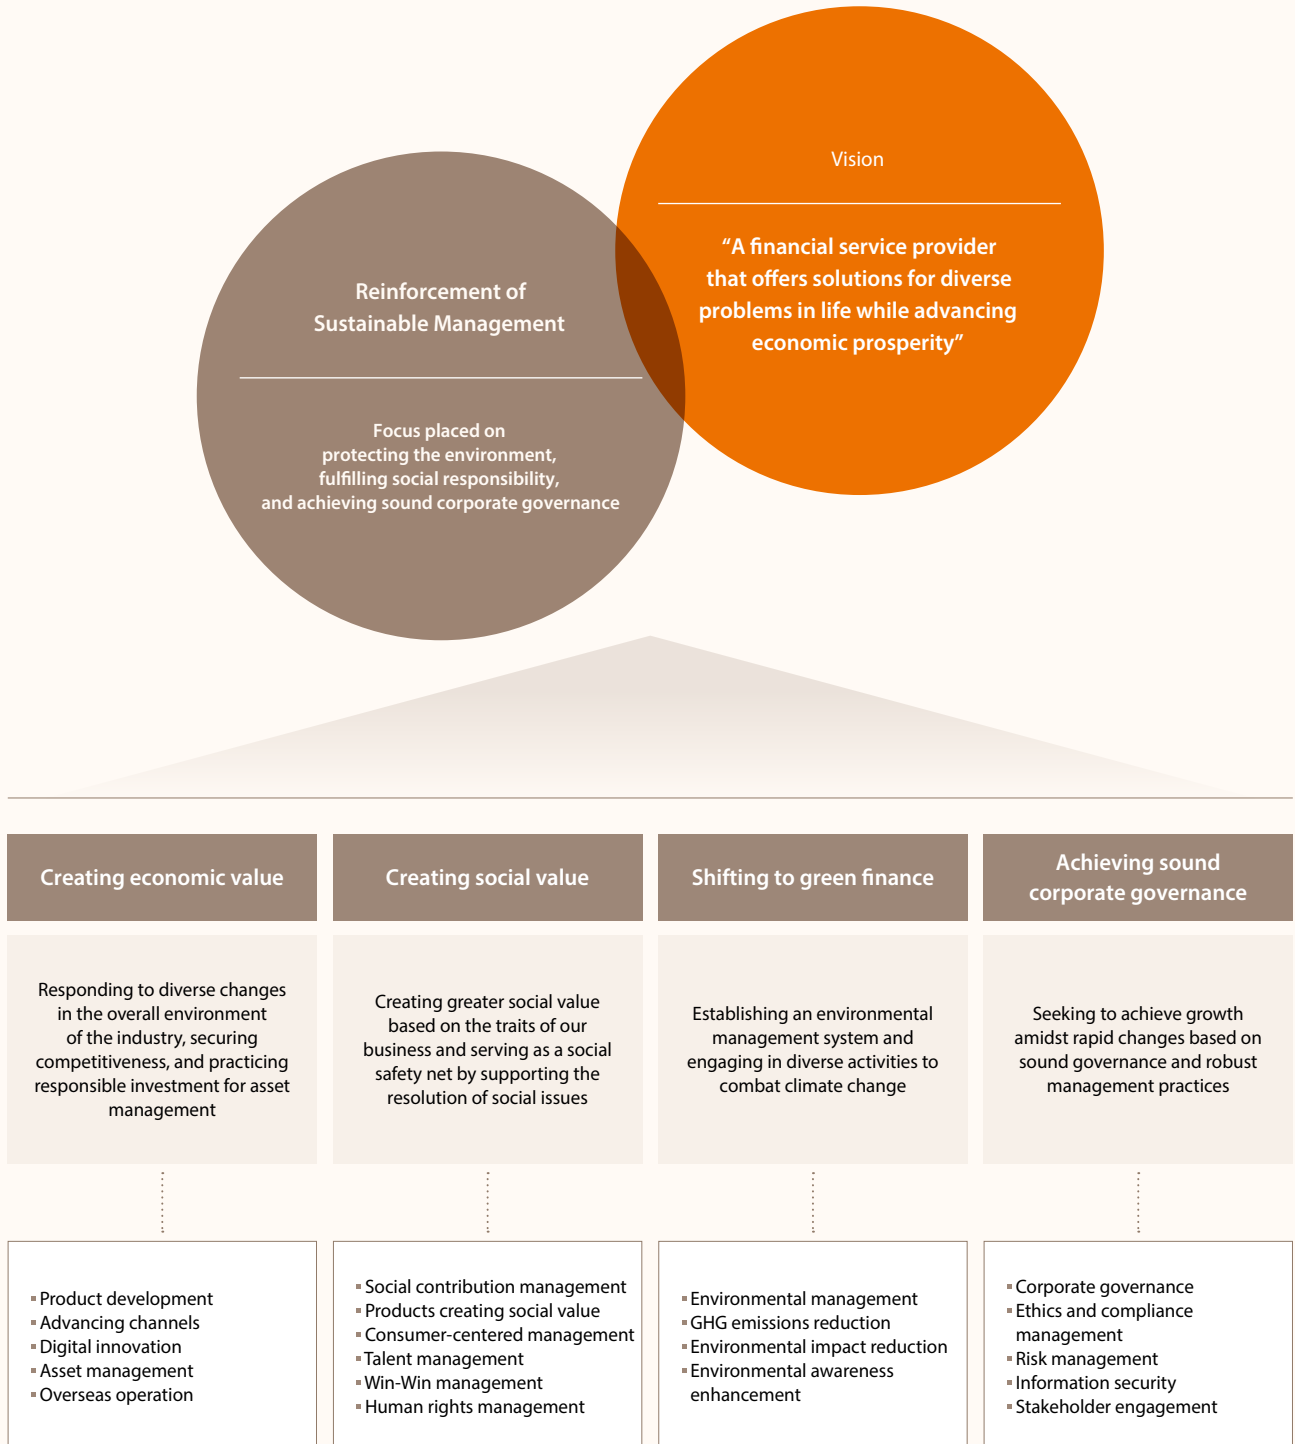 Vision
“A financial service provider
that offers solutions for diverse
problems in life while advancing
economic prosperity”
Reinforcement of
Sustainable Management
Focus placed on
protecting the environment,
fulfilling social responsibility,
and achieving sound corporate governance
Creating economic value
Responding to diverse changes
in the overall environment
of the industry, securing
competitiveness, and practicing
responsible investment for asset
management
▪Product development
▪Advancing channels
▪Digital innovation
▪Asset management
▪Overseas operation
Creating social value
Creating greater social value
based on the traits of our
business and serving as a social
safety net by supporting the
resolution of social issues
▪Social contribution management
▪Products creating social value
▪Consumer-centered management
▪Talent management
▪Win-Win management
▪Human rights management
Shifting to green finance
Establishing an environmental
management system and
engaging in diverse activities to
combat climate change
▪Environmental management
▪GHG emissions reduction
▪Environmental impact reduction
▪Environmental awareness
enhancement
Achieving sound
corporate governance
Seeking to achieve growth
amidst rapid changes based on
sound governance and robust
management practices
▪Corporate governance
▪Ethics and compliance
management
▪Risk management
▪Information security
▪Stakeholder engagement